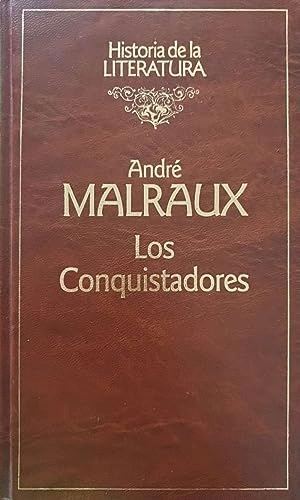 Historia de la
LITERATURA
André
MALRAUX
Los
Conquistadores